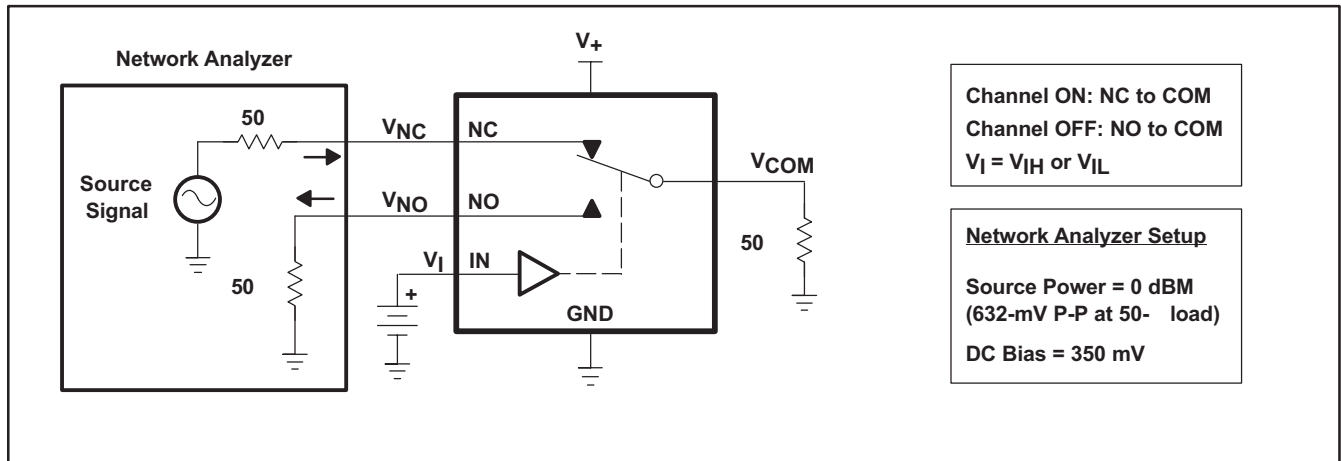 Network Analyzer
50
Source
Signal
50
VNC
NC
VNO
NO
VI
IN
+
V+
GND
VCOM
50
Channel ON: NC to COM
Channel OFF: NO to COM
VI = VIH or VIL
Network Analyzer Setup
Source Power = 0 dBM
(632-mV P-P at 50- load)
DC Bias = 350 mV